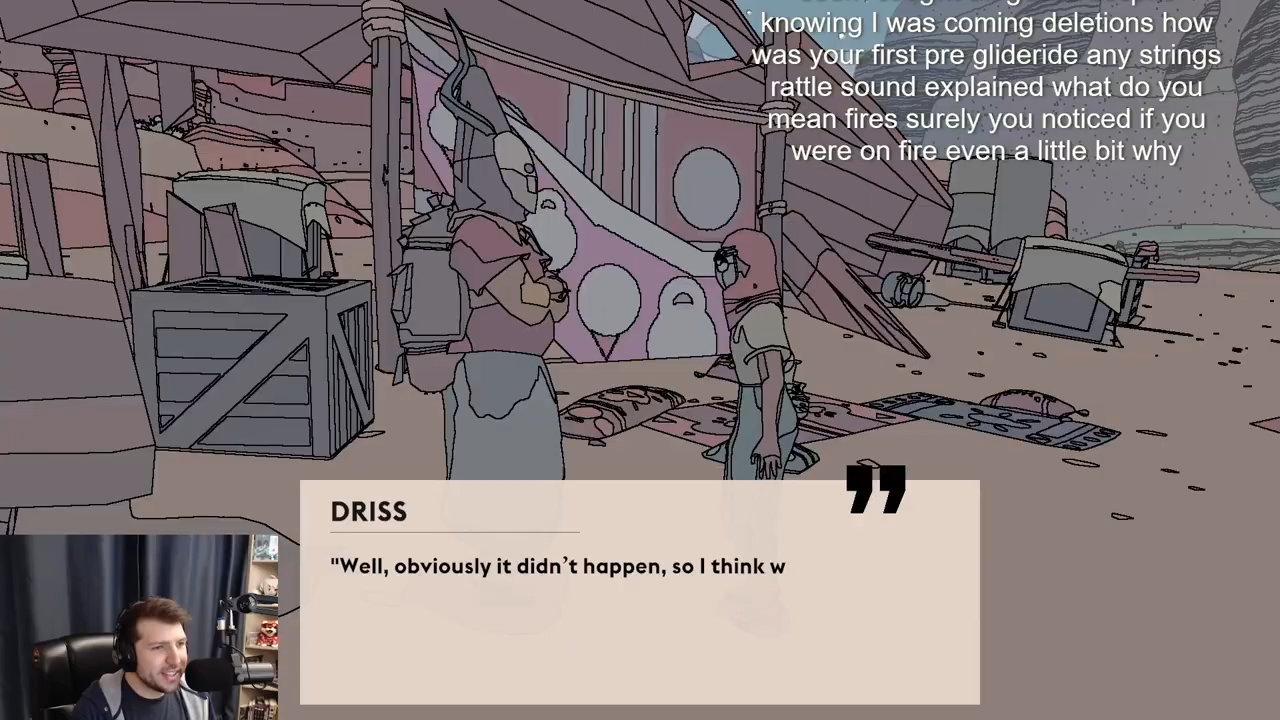 knowing I was coming deletions how
was your first pre glideride any strings
rattle sound explained what do you
mean fires surely you noticed if you
were on fire even a little bit why
DRISS
"Well, obviously it didn't happen, so I think w